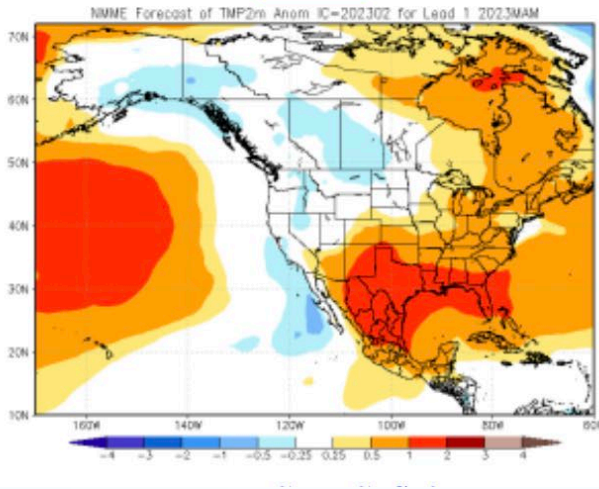 NMME Forecast of TMP2m Anom IC=202302 for Lead 1 2023MAM
70N
60N
50N
40N
30N
20N
10N
160W 140W 120W 100W 80W 60
-4 -3 -2 -1 -0.5 -0.25 0.25 0.5 1 2 3 4